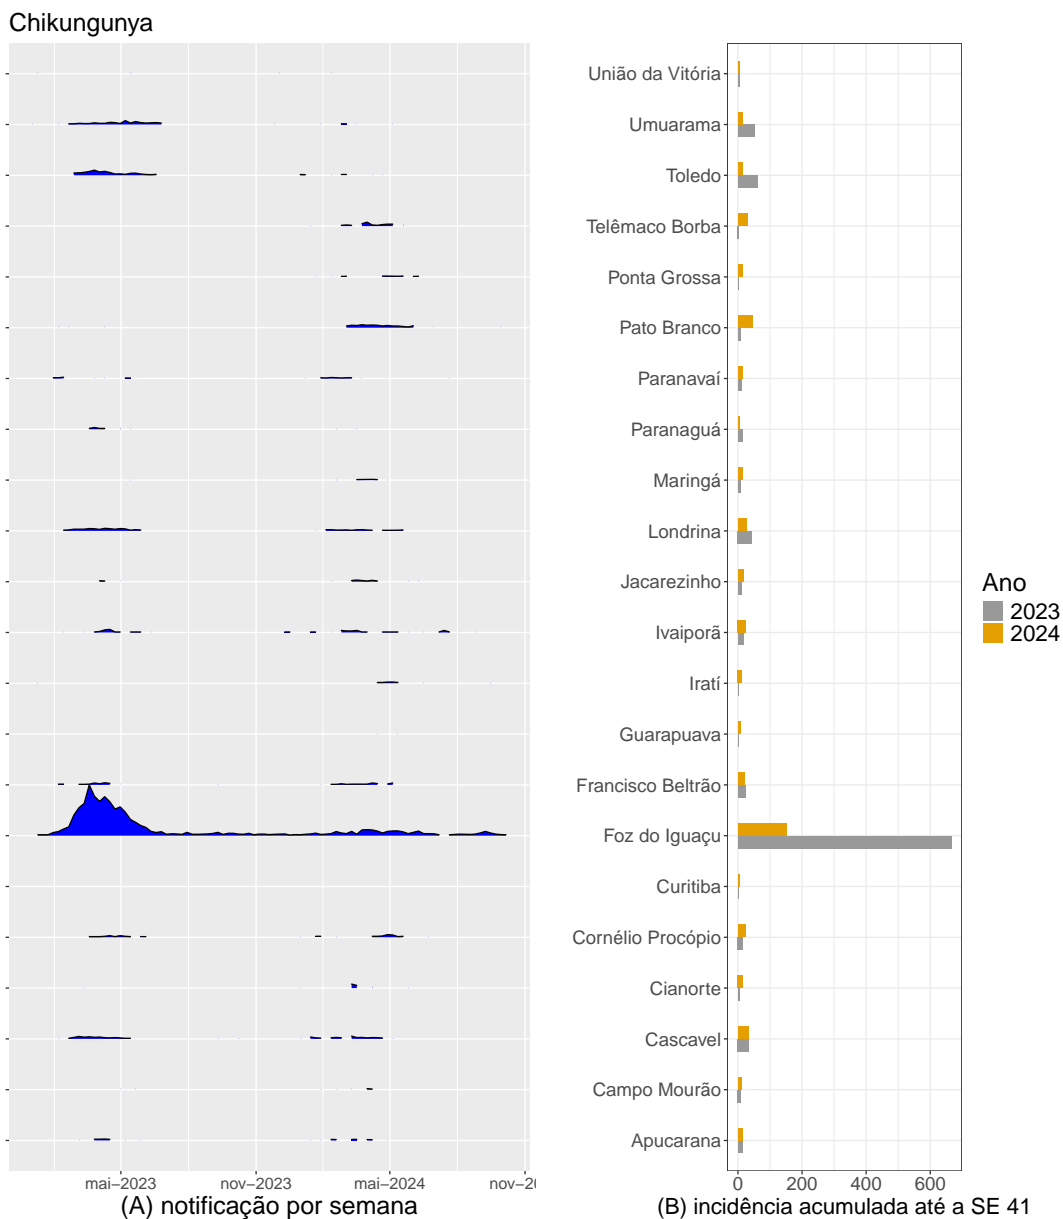 Chikungunya
União da Vitória
Umuarama
Toledo
Telêmaco Borba
Ponta Grossa
Pato Branco
Paranavaí
Paranaguá
Maringá
Londrina
Jacarezinho
Ivaiporã
Iratí
Guarapuava
Francisco Beltrão
Foz do Iguaçu
Curitiba
Cornélio Procópio
Cianorte
Cascavel
Campo Mourão
Apucarana
Ano
2023
2024
mai−2023 nov−2023 mai−2024 nov−20
0 200 400 600
(A) notificação por semana
(B) incidência acumulada até a SE 41